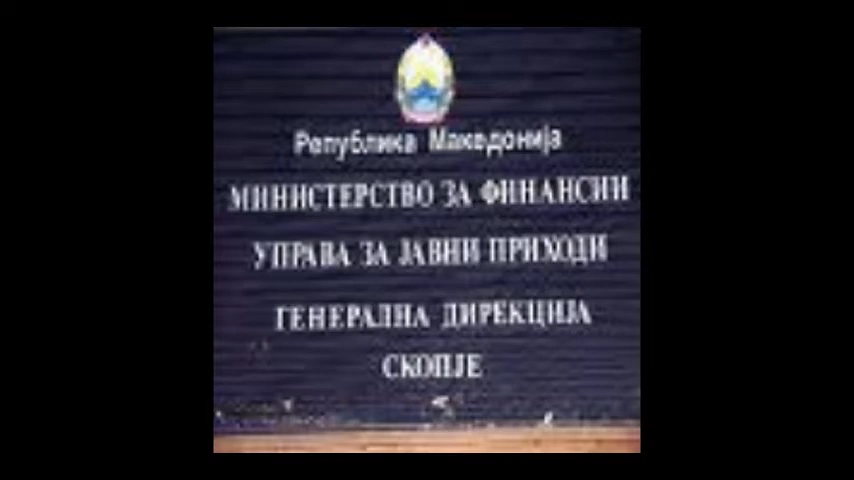 Република Македонија
МИНИСТЕРСТВО ЗА ФИНАНСИИ
УПРАВА ЗА ЈАВНИ ПРИХОДИ
ГЕНЕРАЛНА ДИРЕКЦИЈА
СКОПЈЕ